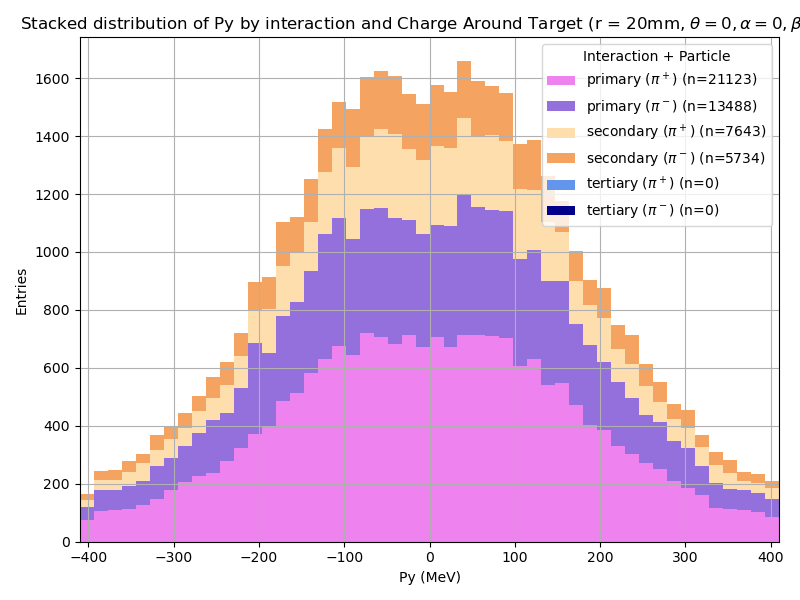 Stacked distribution of Py by interaction and Charge Around Target (r = 20mm, θ = 0, α = 0, β
Interaction + Particle
primary (π⁺) (n=21123)
primary (π⁻) (n=13488)
secondary (π⁺) (n=7643)
secondary (π⁻) (n=5734)
tertiary (π⁺) (n=0)
tertiary (π⁻) (n=0)
Entries
1600
1400
1200
1000
800
600
400
200
0
−400 −300 −200 −100 0 100 200 300 400
Py (MeV)